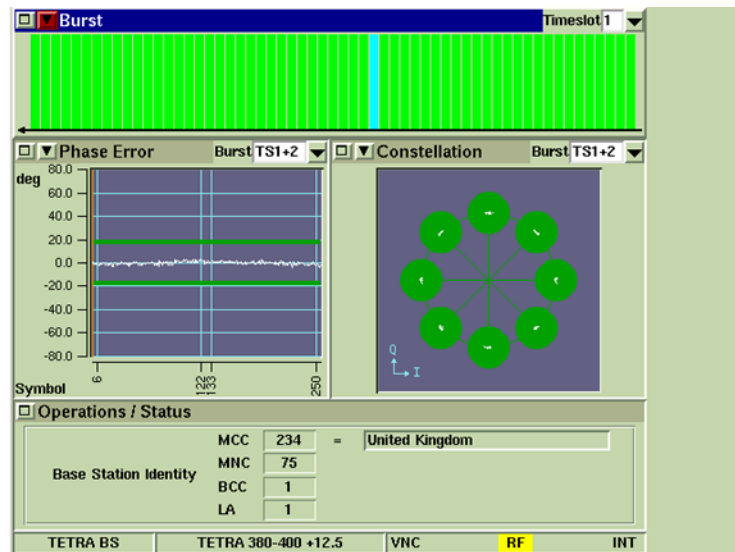 Burst Timeslot 1
Phase Error Burst TS1+2
deg
80.0
60.0
40.0
20.0
0.0
-20.0
-40.0
-60.0
-80.0
Symbol 6 122 133 250
Constellation Burst TS1+2
Q
I
Operations / Status
Base Station Identity
MCC 234 = United Kingdom
MNC 75
BCC 1
LA 1
TETRA BS TETRA 380-400 +12.5 VNC RF INT